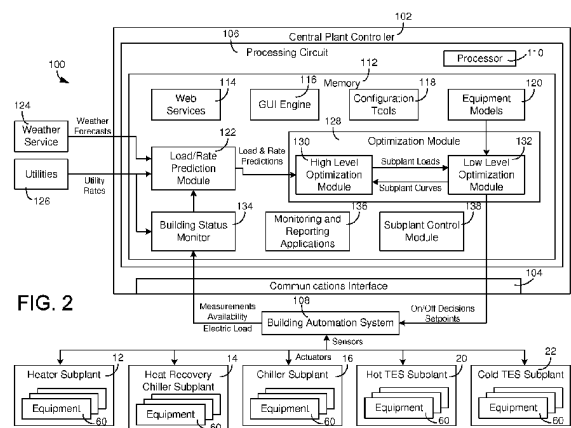 102
Central Plant Controller
106
Processing Circuit
Processor
110
100
Memory
112
114
Web
Services
116
GUI Engine
118
Configuration
Tools
120
Equipment
Models
124
Weather
Service
Weather
Forecasts
122
Load/Rate
Prediction
Module
Load & Rate
Predictions
128
Optimization Module
130
High Level
Optimization
Module
Subplant Loads
Subplant Curves
132
Low Level
Optimization
Module
Utilities
126
Utility
Rates
134
Building Status
Monitor
136
Monitoring and
Reporting
Applications
138
Subplant Control
Module
104
Communications Interface
FIG. 2
Measurements
Availability
Electric Load
108
Building Automation System
On/Off Decisions
Setpoints
Sensors
Actuators
12
Heater Subplant
Equipment
60
14
Heat Recovery
Chiller Subplant
Equipment
60
16
Chiller Subplant
Equipment
60
20
Hot TES Subplant
Equipment
60
22
Cold TES Subplant
Equipment
60